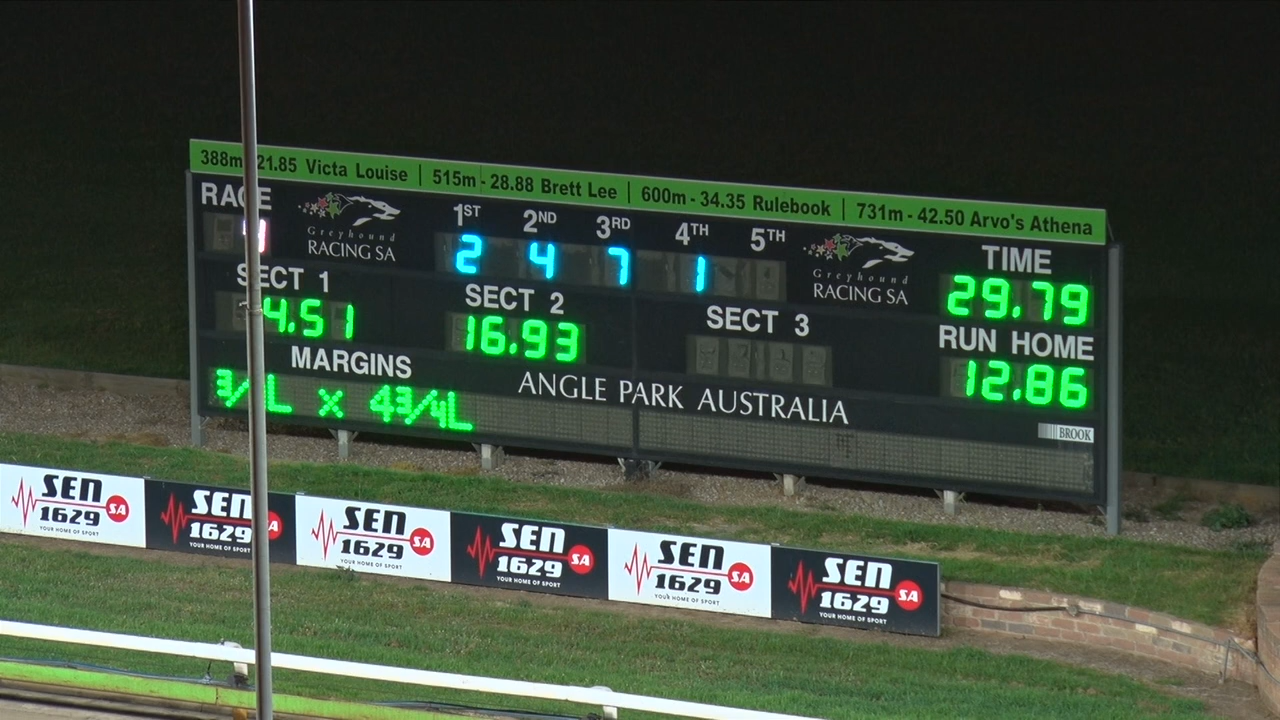 388m 21.85 Victa Louise | 515m - 28.88 Brett Lee | 600m - 34.35 Rulebook | 731m - 42.50 Arvo's Athena
RACE
Greyhound
RACING SA
1ST 2ND 3RD 4TH 5TH
2 4 7 1
Greyhound
RACING SA
TIME
29.79
SECT 1
4.51
SECT 2
16.93
SECT 3
RUN HOME
12.86
MARGINS
L x 4¾L
ANGLE PARK AUSTRALIA
BROOK
SEN SA
1629
YOUR HOME OF SPORT
SEN
1629
YOUR HOME OF SPORT
SEN SA
1629
YOUR HOME OF SPORT
SEN SA
1629
YOUR HOME OF SPORT
SEN SA
1629
YOUR HOME OF SPORT
SEN SA
1629
YOUR HOME OF SPORT